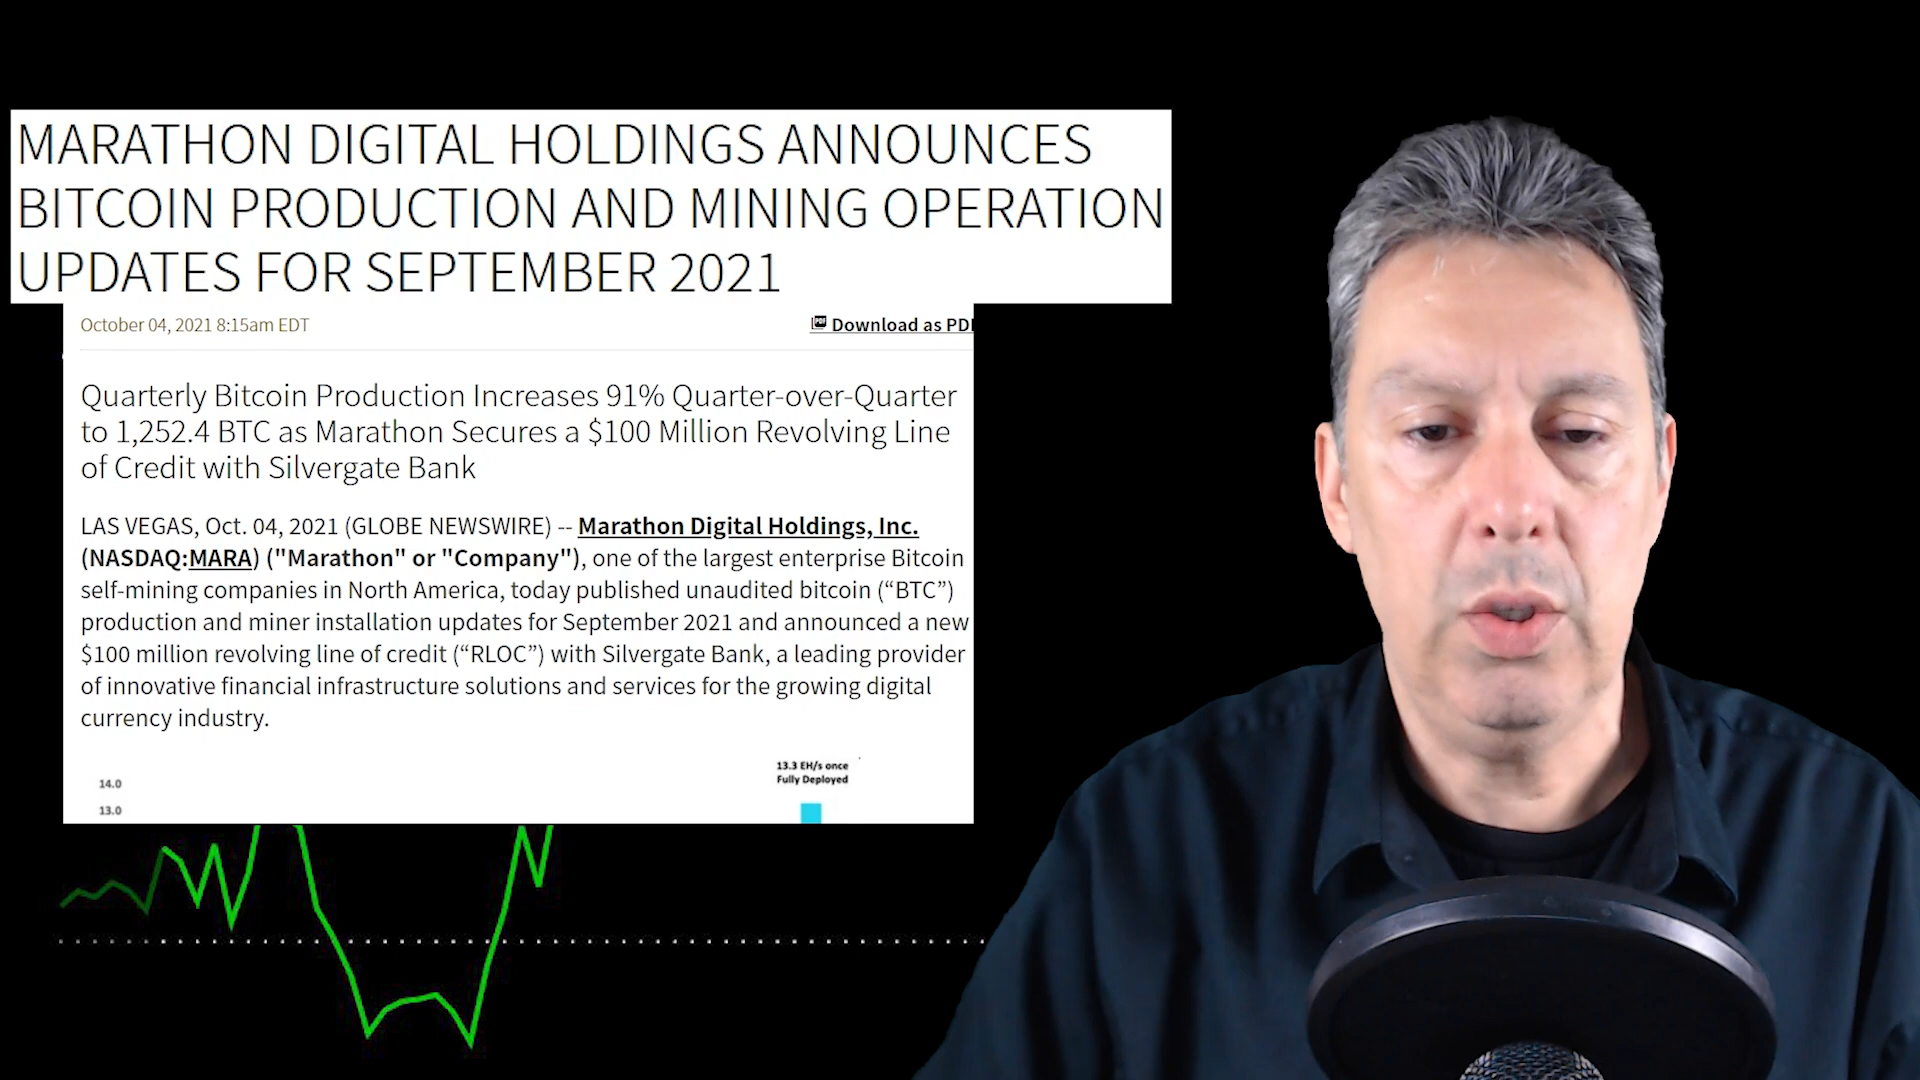 MARATHON DIGITAL HOLDINGS ANNOUNCES
BITCOIN PRODUCTION AND MINING OPERATION
UPDATES FOR SEPTEMBER 2021
October 04, 2021 8:15am EDT
Download as PDF
Quarterly Bitcoin Production Increases 91% Quarter-over-Quarter
to 1,252.4 BTC as Marathon Secures a $100 Million Revolving Line
of Credit with Silvergate Bank
LAS VEGAS, Oct. 04, 2021 (GLOBE NEWSWIRE) -- Marathon Digital Holdings, Inc.
(NASDAQ:MARA) ("Marathon" or "Company"), one of the largest enterprise Bitcoin
self-mining companies in North America, today published unaudited bitcoin (“BTC”)
production and miner installation updates for September 2021 and announced a new
$100 million revolving line of credit (“RLOC”) with Silvergate Bank, a leading provider
of innovative financial infrastructure solutions and services for the growing digital
currency industry.
13.3 EH/s once
Fully Deployed
14.0
13.0